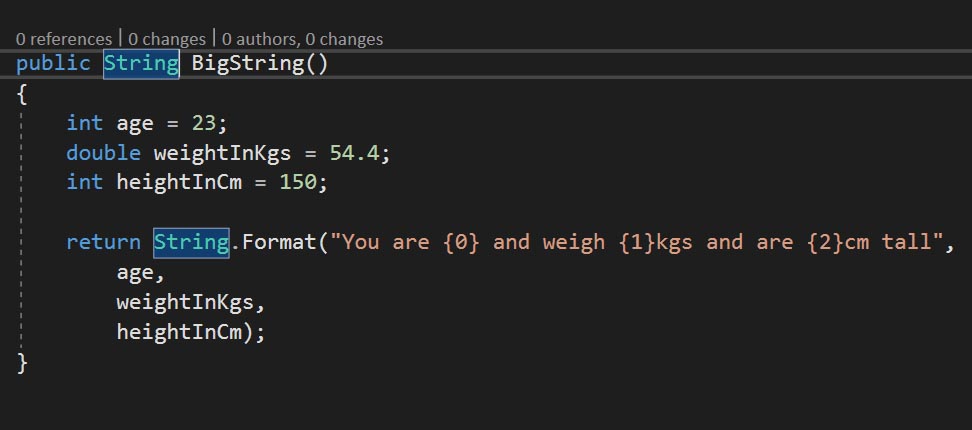 0 references | 0 changes | 0 authors, 0 changes
public String BigString()
{
int age = 23;
double weightInKgs = 54.4;
int heightInCm = 150;
return String.Format("You are {0} and weigh {1}kgs and are {2}cm tall",
age,
weightInKgs,
heightInCm);
}